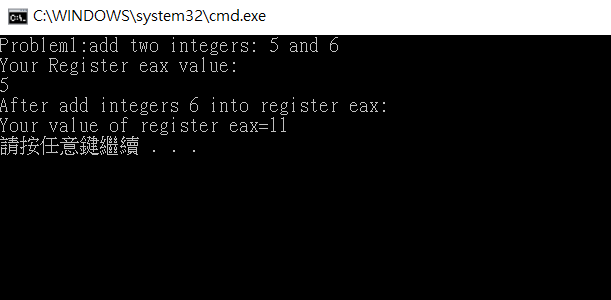 C:\WINDOWS\system32\cmd.exe
Problem1:add two integers: 5 and 6
Your Register eax value:
5
After add integers 6 into register eax:
Your value of register eax=11
請按任意鍵繼續 . . .